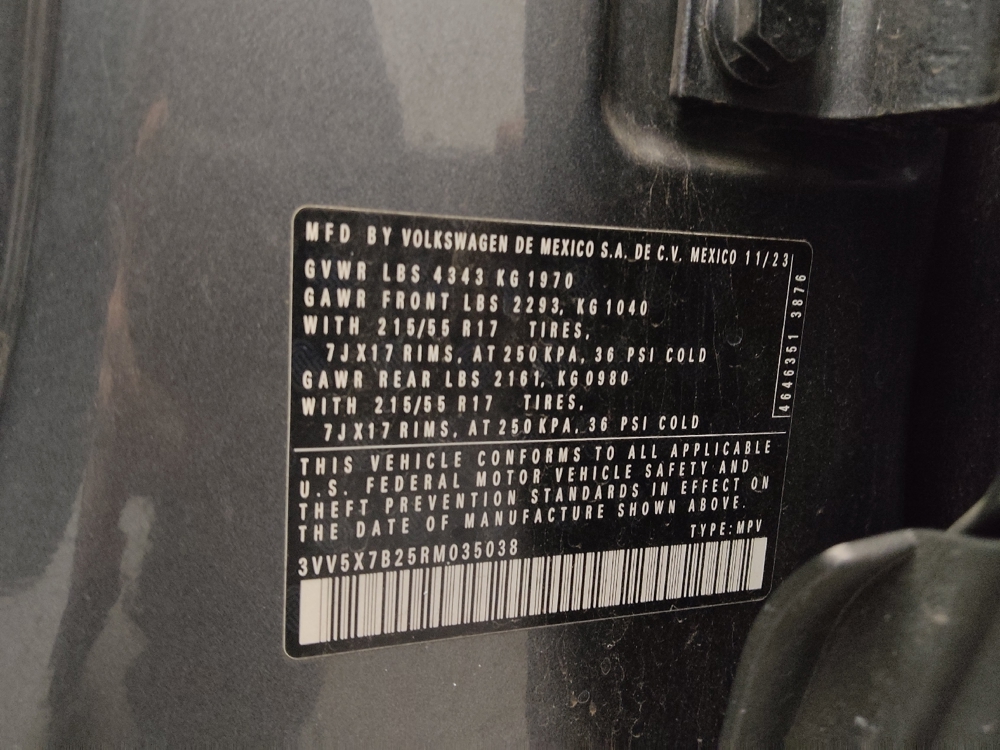 MFD BY VOLKSWAGEN DE MEXICO S.A. DE C.V. MEXICO 11/23
GVWR LBS 4343 KG 1970
GAWR FRONT LBS 2293, KG 1040
WITH 215/55 R17 TIRES,
7JX17 RIMS, AT 250 KPA, 36 PSI COLD
GAWR REAR LBS 2161, KG 0980
WITH 215/55 R17 TIRES,
7JX17 RIMS, AT 250 KPA, 36 PSI COLD
4646351 3876
THIS VEHICLE CONFORMS TO ALL APPLICABLE
U.S. FEDERAL MOTOR VEHICLE SAFETY AND
THEFT PREVENTION STANDARDS IN EFFECT ON
THE DATE OF MANUFACTURE SHOWN ABOVE.
TYPE: MPV
3VV5X7B25RM035038